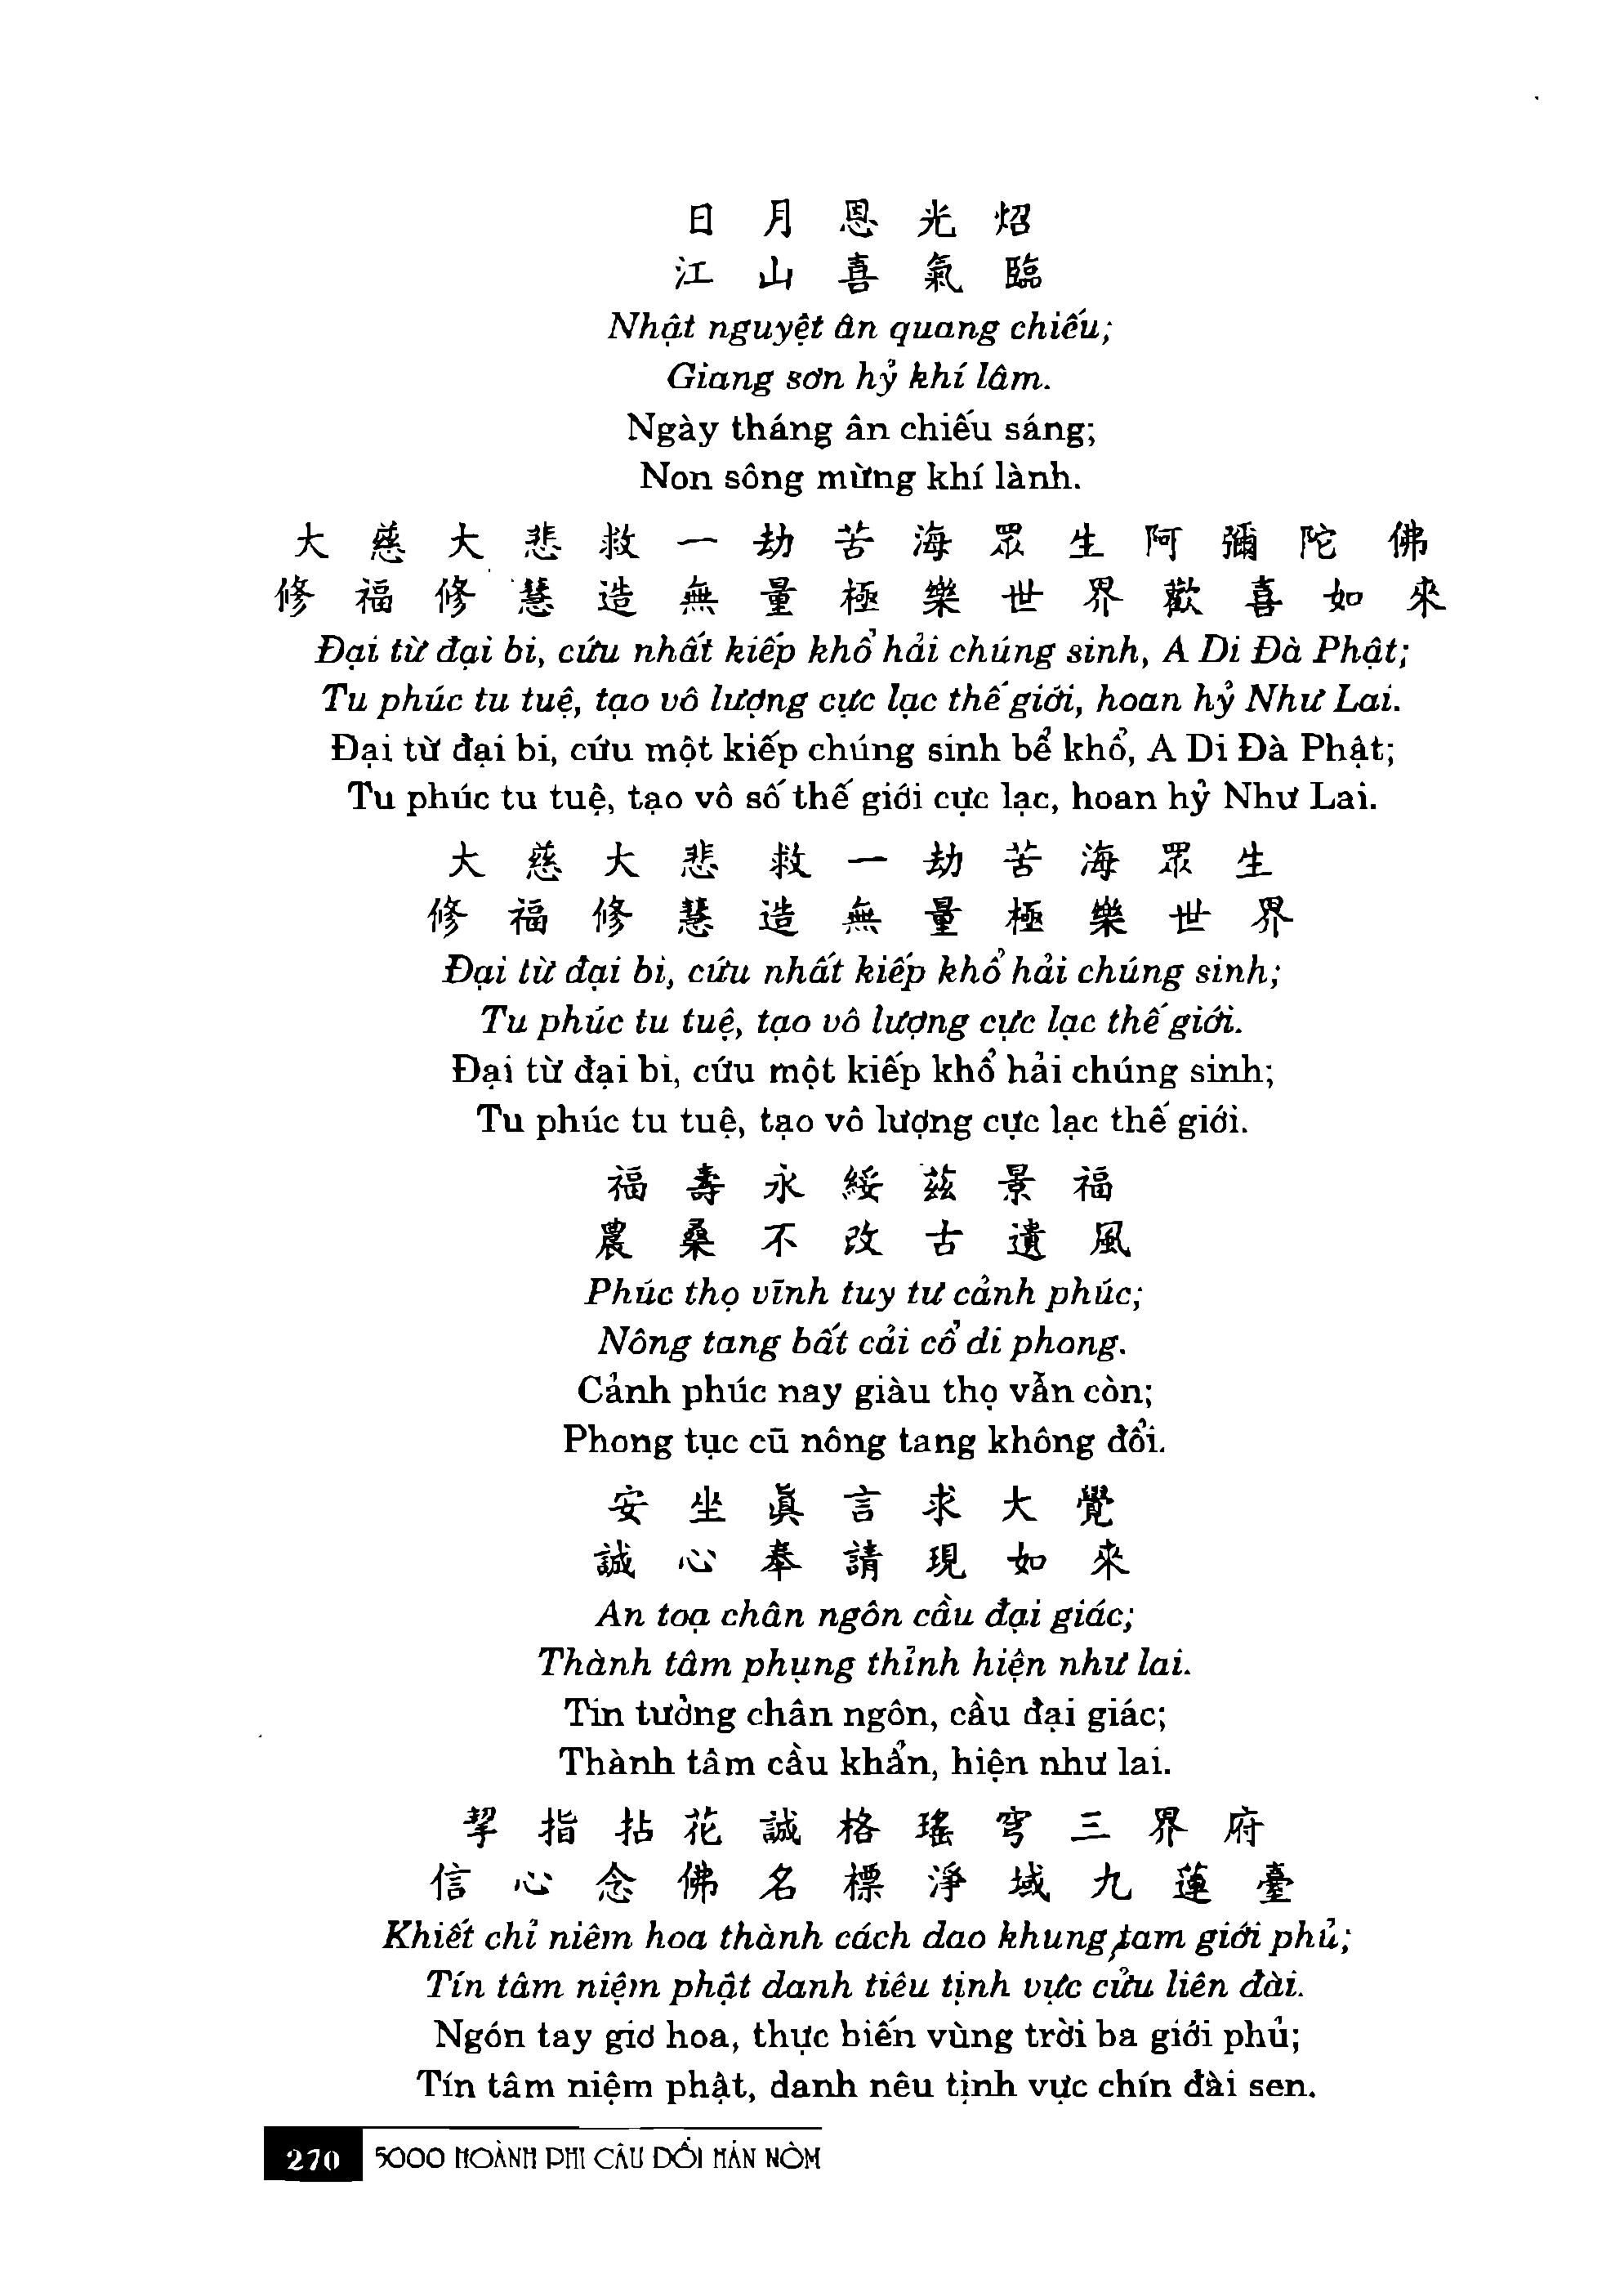 日月恩光炤
江山喜氣臨
Nhật nguyệt ân quang chiếu;
Giang sơn hỷ khí lâm.
Ngày tháng ân chiếu sáng;
Non sông mừng khí lành.
大慈大悲救一劫苦海眾生阿彌陀佛
修福修慧造無量極樂世界歡喜如來
Đại từ đại bi, cứu nhất kiếp khổ hải chúng sinh, A Di Đà Phật;
Tu phúc tu tuệ, tạo vô lượng cực lạc thế giới, hoan hỷ Như Lai.
Đại từ đại bi, cứu một kiếp chúng sinh bể khổ, A Di Đà Phật;
Tu phúc tu tuệ, tạo vô số thế giới cực lạc, hoan hỷ Như Lai.
大慈大悲救一劫苦海眾生
修福修慧造無量極樂世界
Đại từ đại bi, cứu nhất kiếp khổ hải chúng sinh;
Tu phúc tu tuệ, tạo vô lượng cực lạc thế giới.
Đại từ đại bi, cứu một kiếp khổ hải chúng sinh;
Tu phúc tu tuệ, tạo vô lượng cực lạc thế giới.
福壽永綏茲景福
農桑不改古遺風
Phúc thọ vĩnh tuy tư cảnh phúc;
Nông tang bất cải cổ di phong.
Cảnh phúc nay giàu thọ vẫn còn;
Phong tục cũ nông tang không đổi.
安坐眞言求大覺
誠心奉請現如來
An toạ chân ngôn cầu đại giác;
Thành tâm phụng thỉnh hiện như lai.
Tin tưởng chân ngôn, cầu đại giác;
Thành tâm cầu khẩn, hiện như lai.
挈指拈花誠格瑤穹三界府
信心念佛名標淨域九蓮臺
Khiết chỉ niêm hoa thành cách dao khung tam giới phủ;
Tín tâm niệm phật danh tiêu tịnh vực cửu liên đài.
Ngón tay giơ hoa, thực biến vùng trời ba giới phủ;
Tín tâm niệm phật, danh nêu tịnh vực chín đài sen.
270 5000 HOÀNH PHI CÂU ĐỐI HÁN NÔM